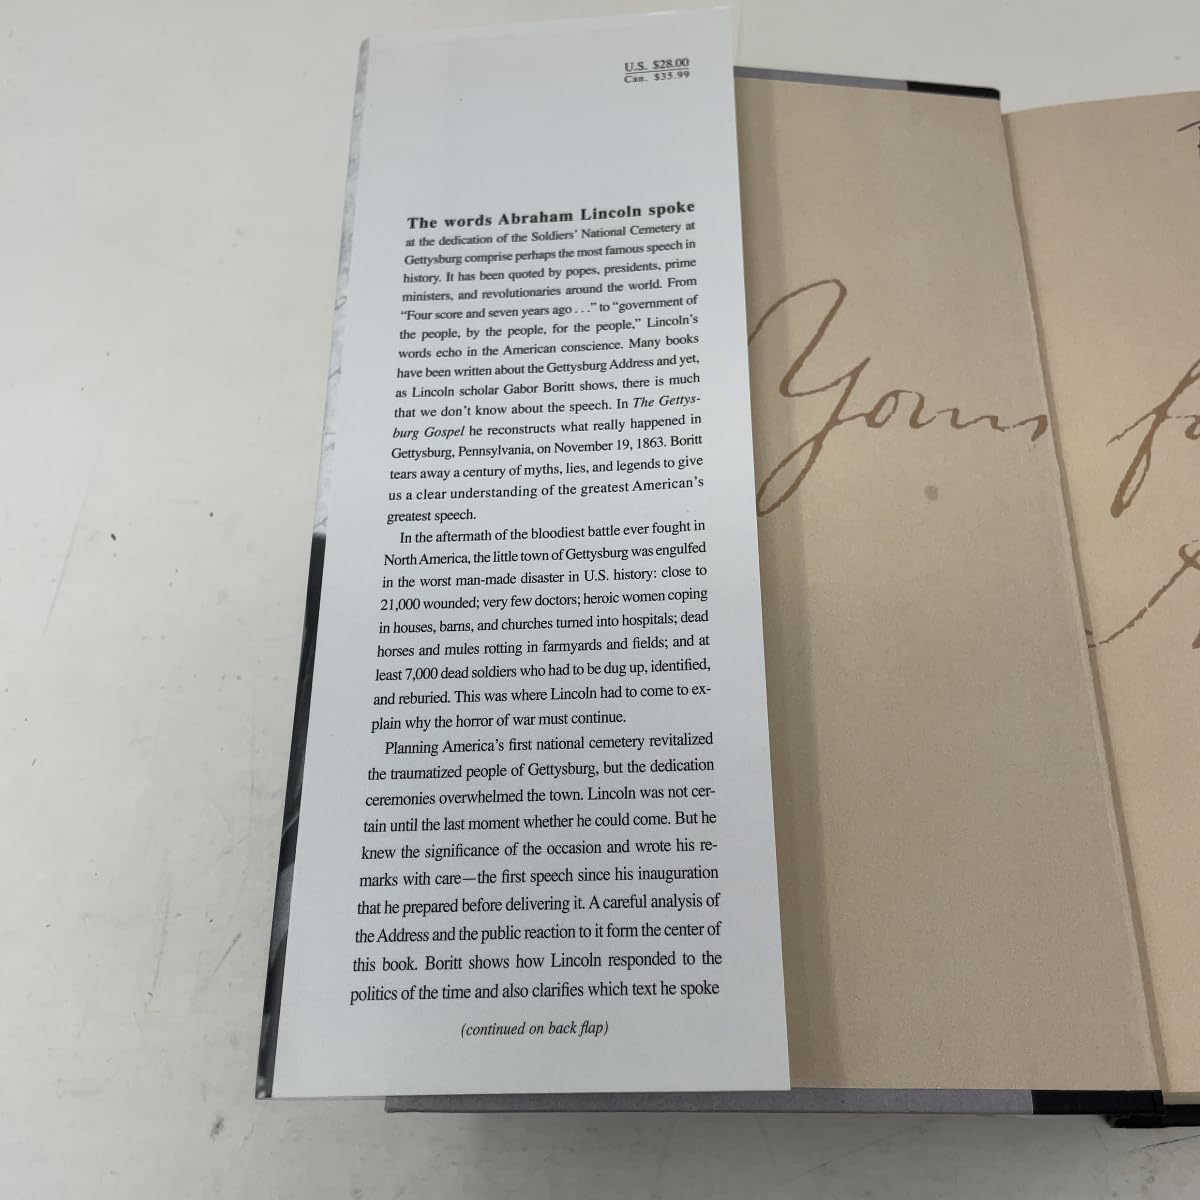 U.S. $28.00
Can. $35.99
The words Abraham Lincoln spoke
at the dedication of the Soldiers' National Cemetery at
Gettysburg comprise perhaps the most famous speech in
history. It has been quoted by popes, presidents, prime
ministers, and revolutionaries around the world. From
“Four score and seven years ago . . .” to “government of
the people, by the people, for the people,” Lincoln's
words echo in the American conscience. Many books
have been written about the Gettysburg Address and yet,
as Lincoln scholar Gabor Boritt shows, there is much
that we don't know about the speech. In The Gettys-
burg Gospel he reconstructs what really happened in
Gettysburg, Pennsylvania, on November 19, 1863. Boritt
tears away a century of myths, lies, and legends to give
us a clear understanding of the greatest American's
greatest speech.
In the aftermath of the bloodiest battle ever fought in
North America, the little town of Gettysburg was engulfed
in the worst man-made disaster in U.S. history: close to
21,000 wounded; very few doctors; heroic women coping
in houses, barns, and churches turned into hospitals; dead
horses and mules rotting in farmyards and fields; and at
least 7,000 dead soldiers who had to be dug up, identified,
and reburied. This was where Lincoln had to come to ex-
plain why the horror of war must continue.
Planning America's first national cemetery revitalized
the traumatized people of Gettysburg, but the dedication
ceremonies overwhelmed the town. Lincoln was not cer-
tain until the last moment whether he could come. But he
knew the significance of the occasion and wrote his re-
marks with care—the first speech since his inauguration
that he prepared before delivering it. A careful analysis of
the Address and the public reaction to it form the center of
this book. Boritt shows how Lincoln responded to the
politics of the time and also clarifies which text he spoke
(continued on back flap)
Yours